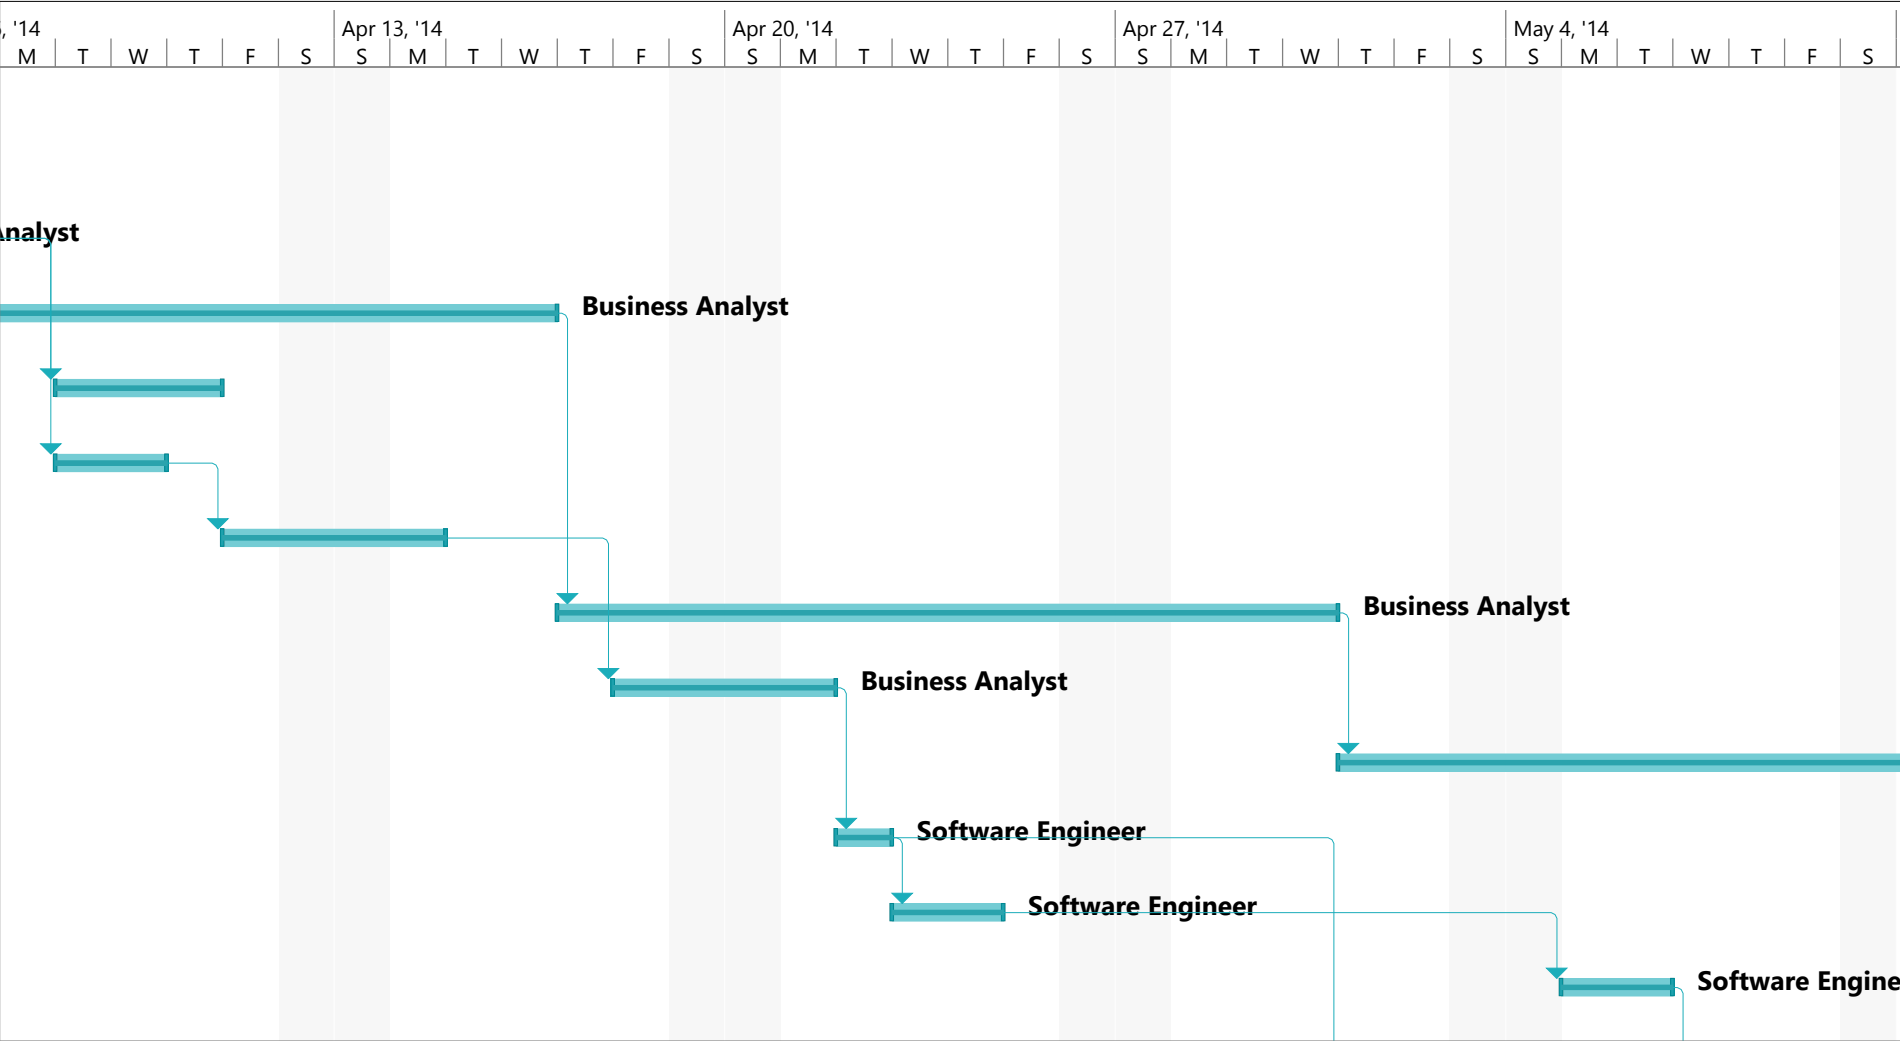 '14 Apr 13, '14 Apr 20, '14 Apr 27, '14 May 4, '14
M T W T F S S M T W T F S S M T W T F S S M T W T F S S M T W T F S
Analyst
Business Analyst
Business Analyst
Business Analyst
Software Engineer
Software Engineer
Software Engine